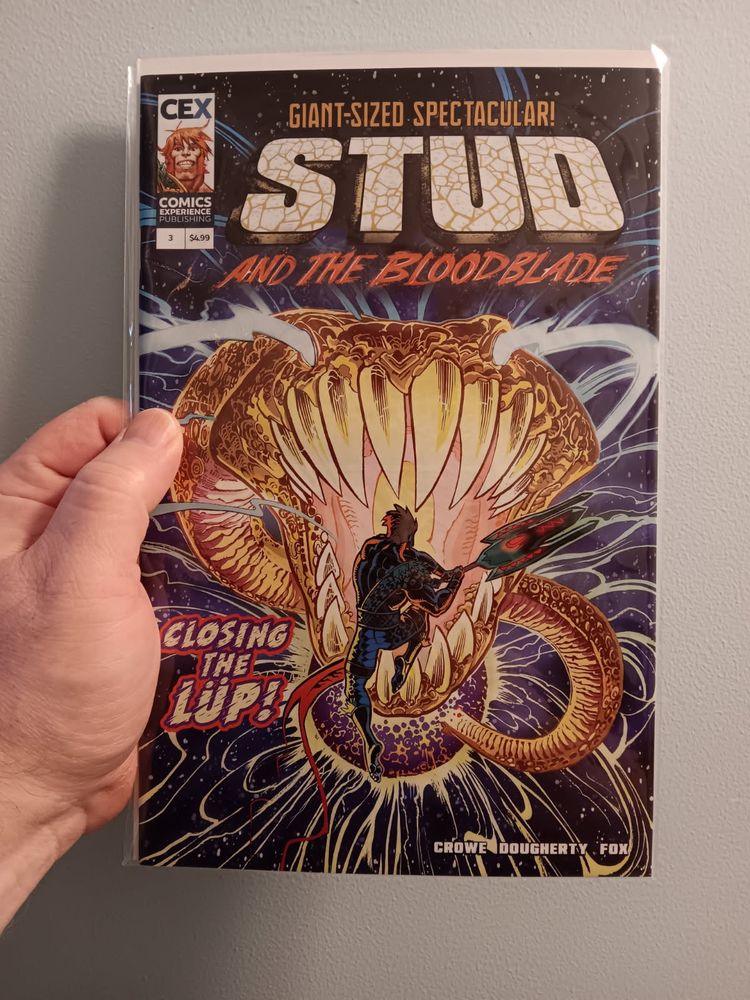 CEX
COMICS
EXPERIENCE
PUBLISHING
3 $4.99
GIANT-SIZED SPECTACULAR!
STUD
AND THE BLOODBLADE
CLOSING
THE
LÜP!
CROWE DOUGHERTY FOX